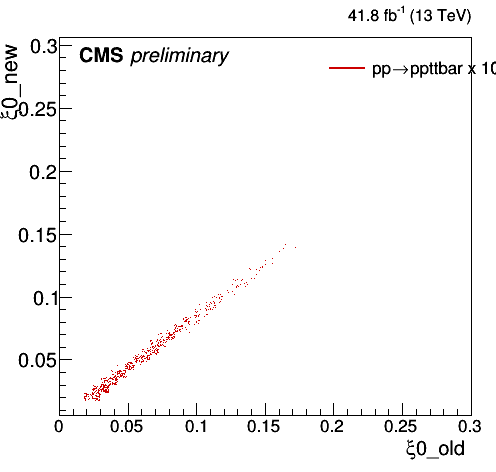 41.8 fb⁻¹ (13 TeV)
CMS preliminary
pp→ppttbar x 10
ξ0_new
0.3
0.25
0.2
0.15
0.1
0.05
0 0.05 0.1 0.15 0.2 0.25 0.3
ξ0_old